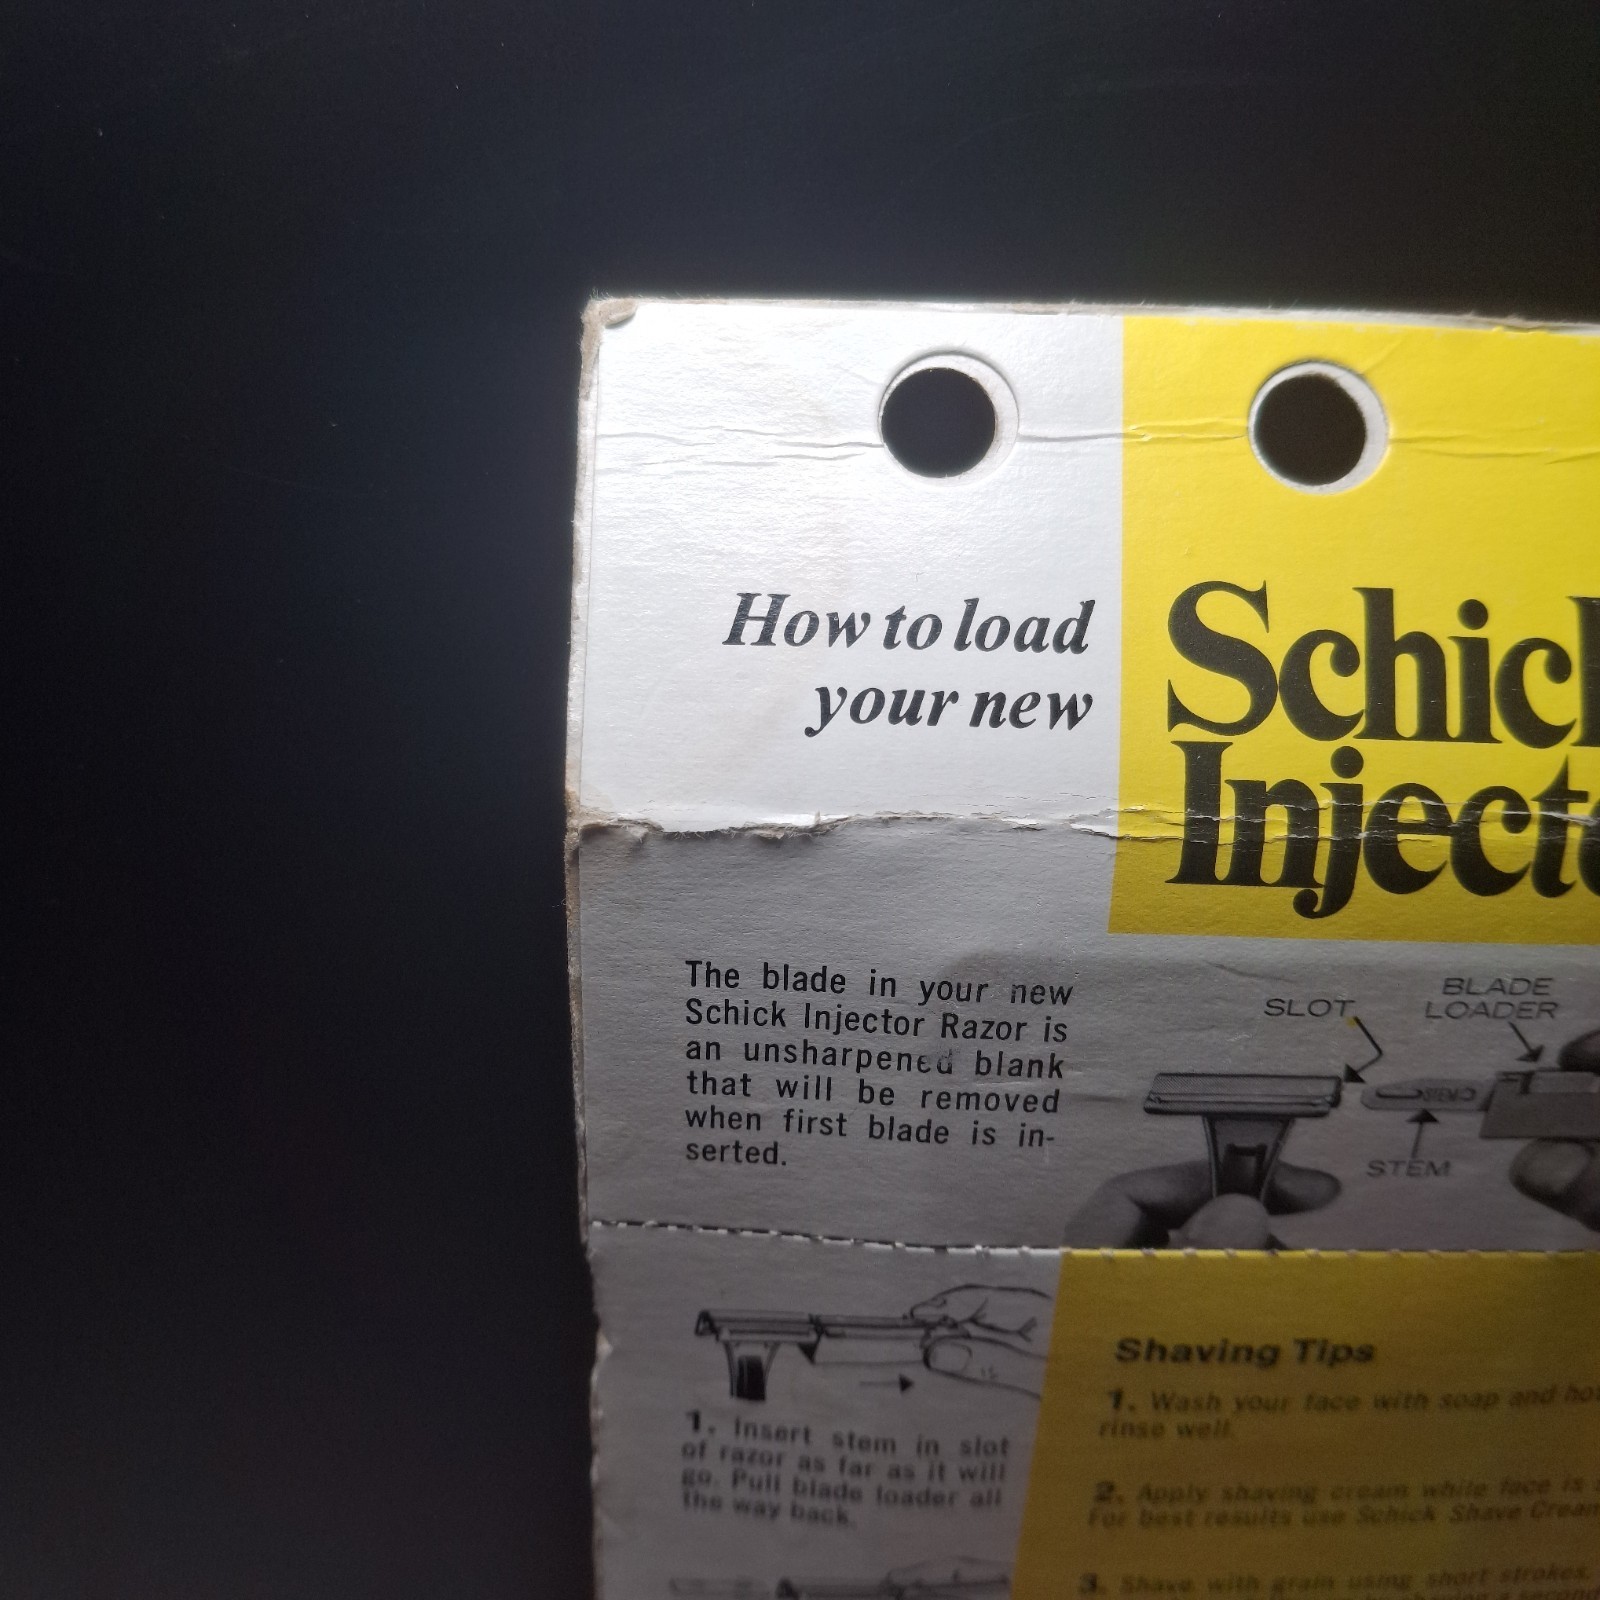 How to load
your new
Schick
Injecto
The blade in your new
Schick Injector Razor is
an unsharpened blank
that will be removed
when first blade is in-
serted.
SLOT
BLADE
LOADER
STEM
1. Insert stem in slot
of razor as far as it will
go. Pull blade loader all
the way back.
Shaving Tips
1. Wash your face with soap and
rinse well.
2. Apply shaving cream while face is
For best results use Schick Shave Cream
3. Shave with grain using short strokes.